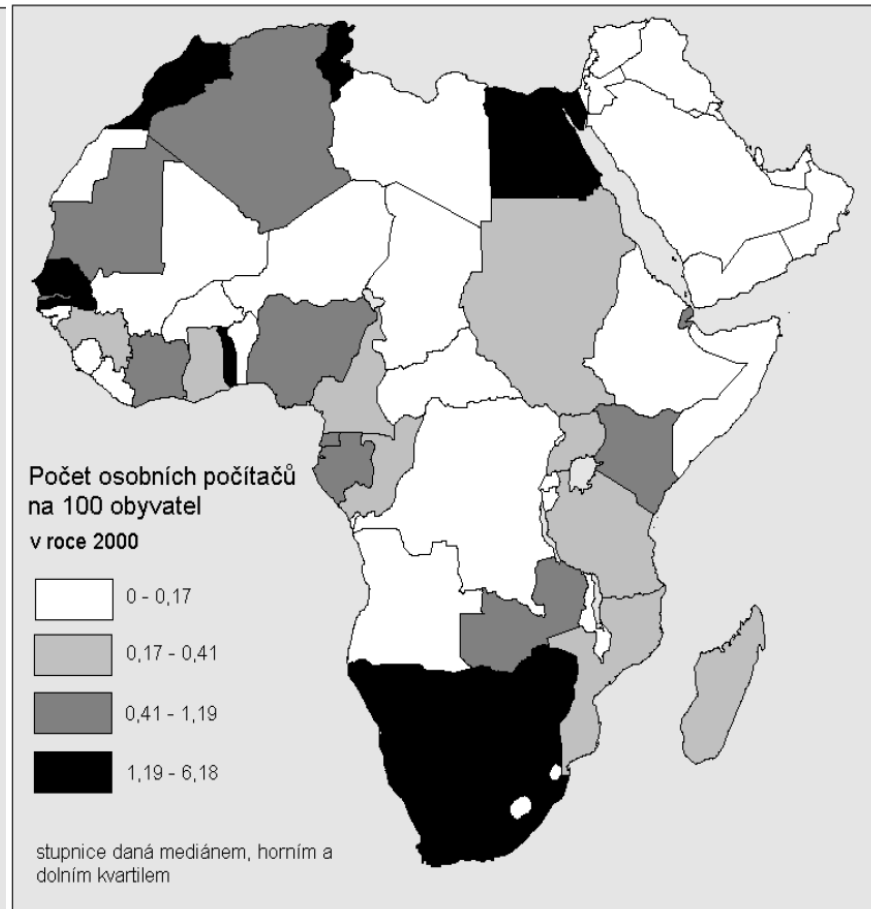 Počet osobních počítačů
na 100 obyvatel
v roce 2000
0 - 0,17
0,17 - 0,41
0,41 - 1,19
1,19 - 6,18
stupnice daná mediánem, horním a
dolním kvartilem